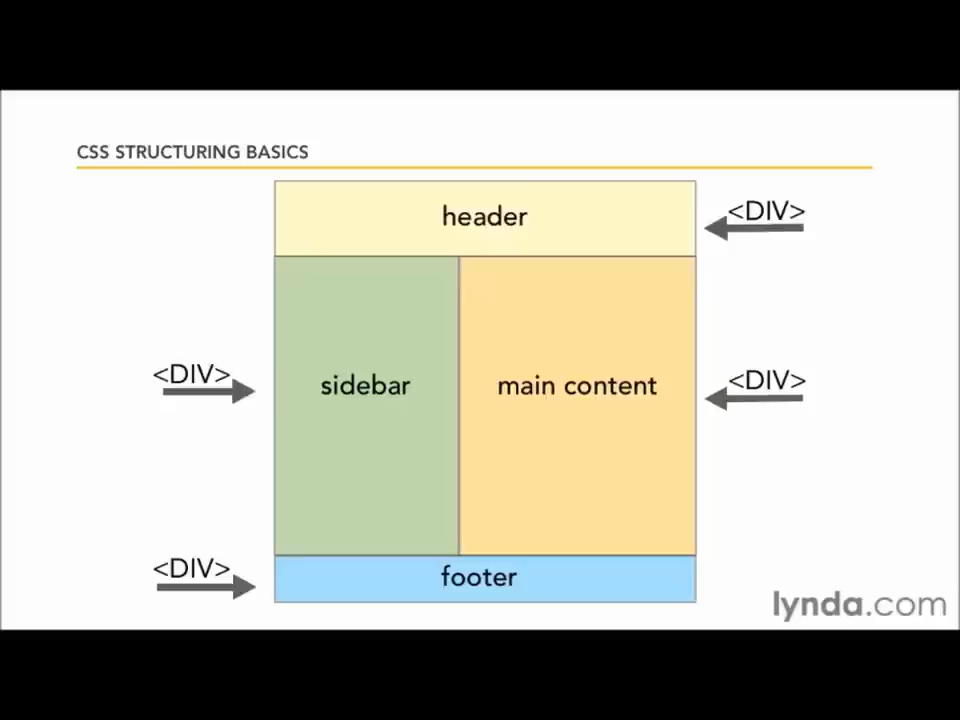 CSS STRUCTURING BASICS
header
<DIV>
<DIV>
sidebar
main content
<DIV>
<DIV>
footer
lynda.com